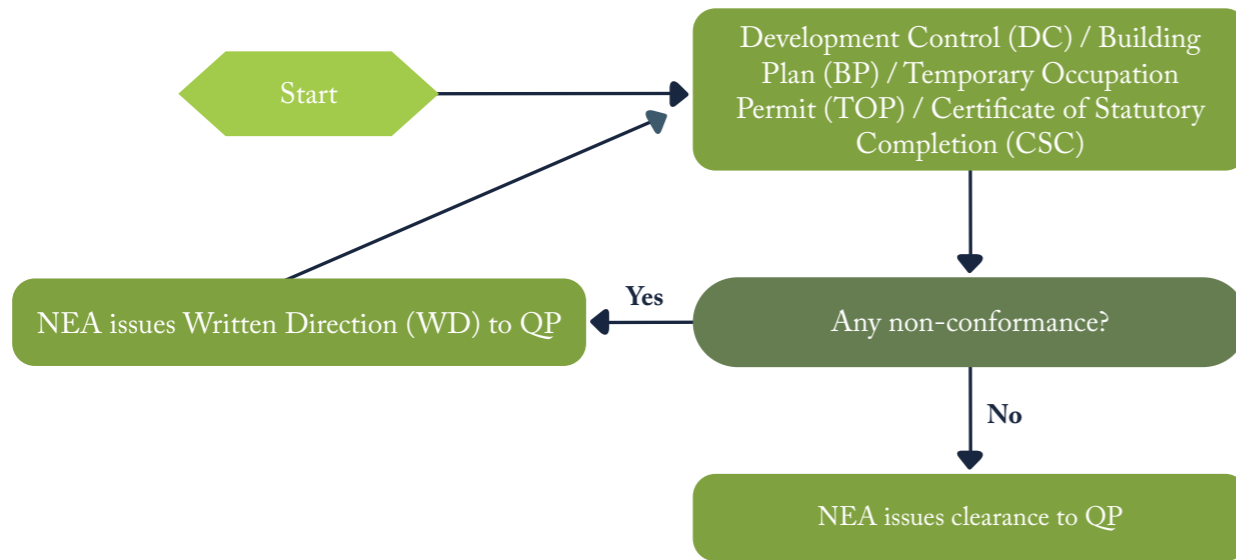 Start
Development Control (DC) / Building
Plan (BP) / Temporary Occupation
Permit (TOP) / Certificate of Statutory
Completion (CSC)
Any non-conformance?
Yes
NEA issues Written Direction (WD) to QP
No
NEA issues clearance to QP